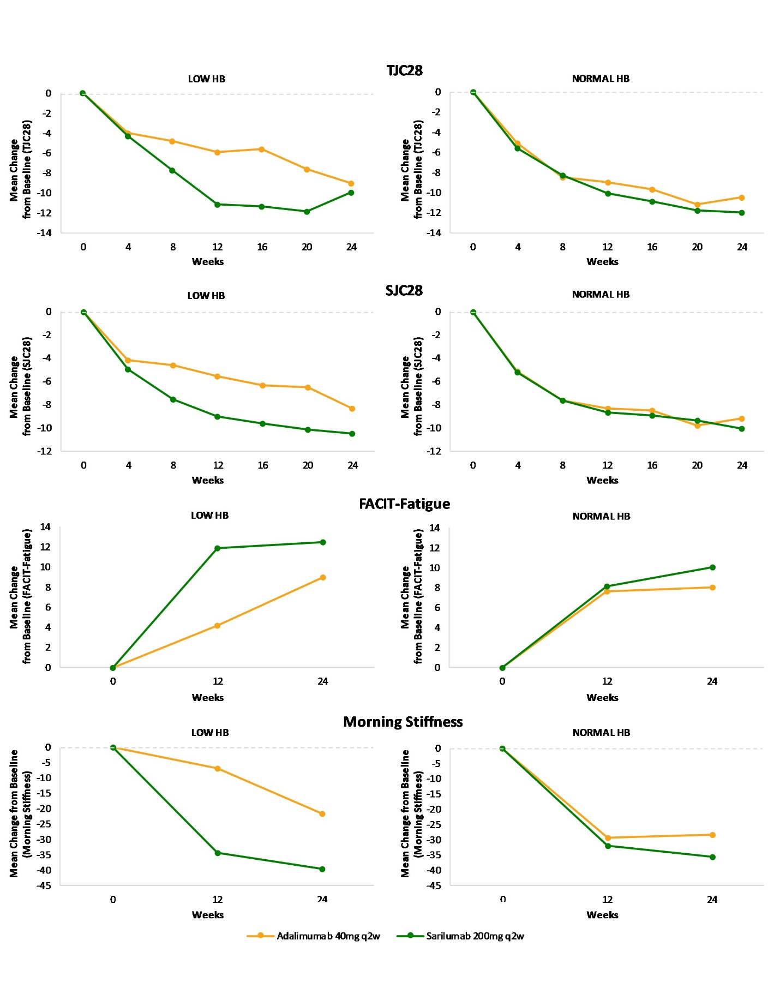 TJC28
LOW HB
NORMAL HB
Mean Change
from Baseline (TJC28)
0
-2
-4
-6
-8
-10
-12
-14
0 4 8 12 16 20 24
Weeks
Mean Change
from Baseline (TJC28)
0
-2
-4
-6
-8
-10
-12
-14
0 4 8 12 16 20 24
Weeks
SJC28
LOW HB
NORMAL HB
Mean Change
from Baseline (SJC28)
0
-2
-4
-6
-8
-10
-12
0 4 8 12 16 20 24
Weeks
Mean Change
from Baseline (SJC28)
0
-2
-4
-6
-8
-10
-12
0 4 8 12 16 20 24
Weeks
FACIT-Fatigue
LOW HB
NORMAL HB
Mean Change
from Baseline (FACIT-Fatigue)
14
12
10
8
6
4
2
0
0 12 24
Weeks
Mean Change
from Baseline (FACIT-Fatigue)
14
12
10
8
6
4
2
0
0 12 24
Weeks
Morning Stiffness
LOW HB
NORMAL HB
Mean Change from Baseline
(Morning Stiffness)
0
-5
-10
-15
-20
-25
-30
-35
-40
-45
0 12 24
Weeks
Mean Change from Baseline
(Morning Stiffness)
0
-5
-10
-15
-20
-25
-30
-35
-40
-45
0 12 24
Weeks
Adalimumab 40mg q2w
Sarilumab 200mg q2w